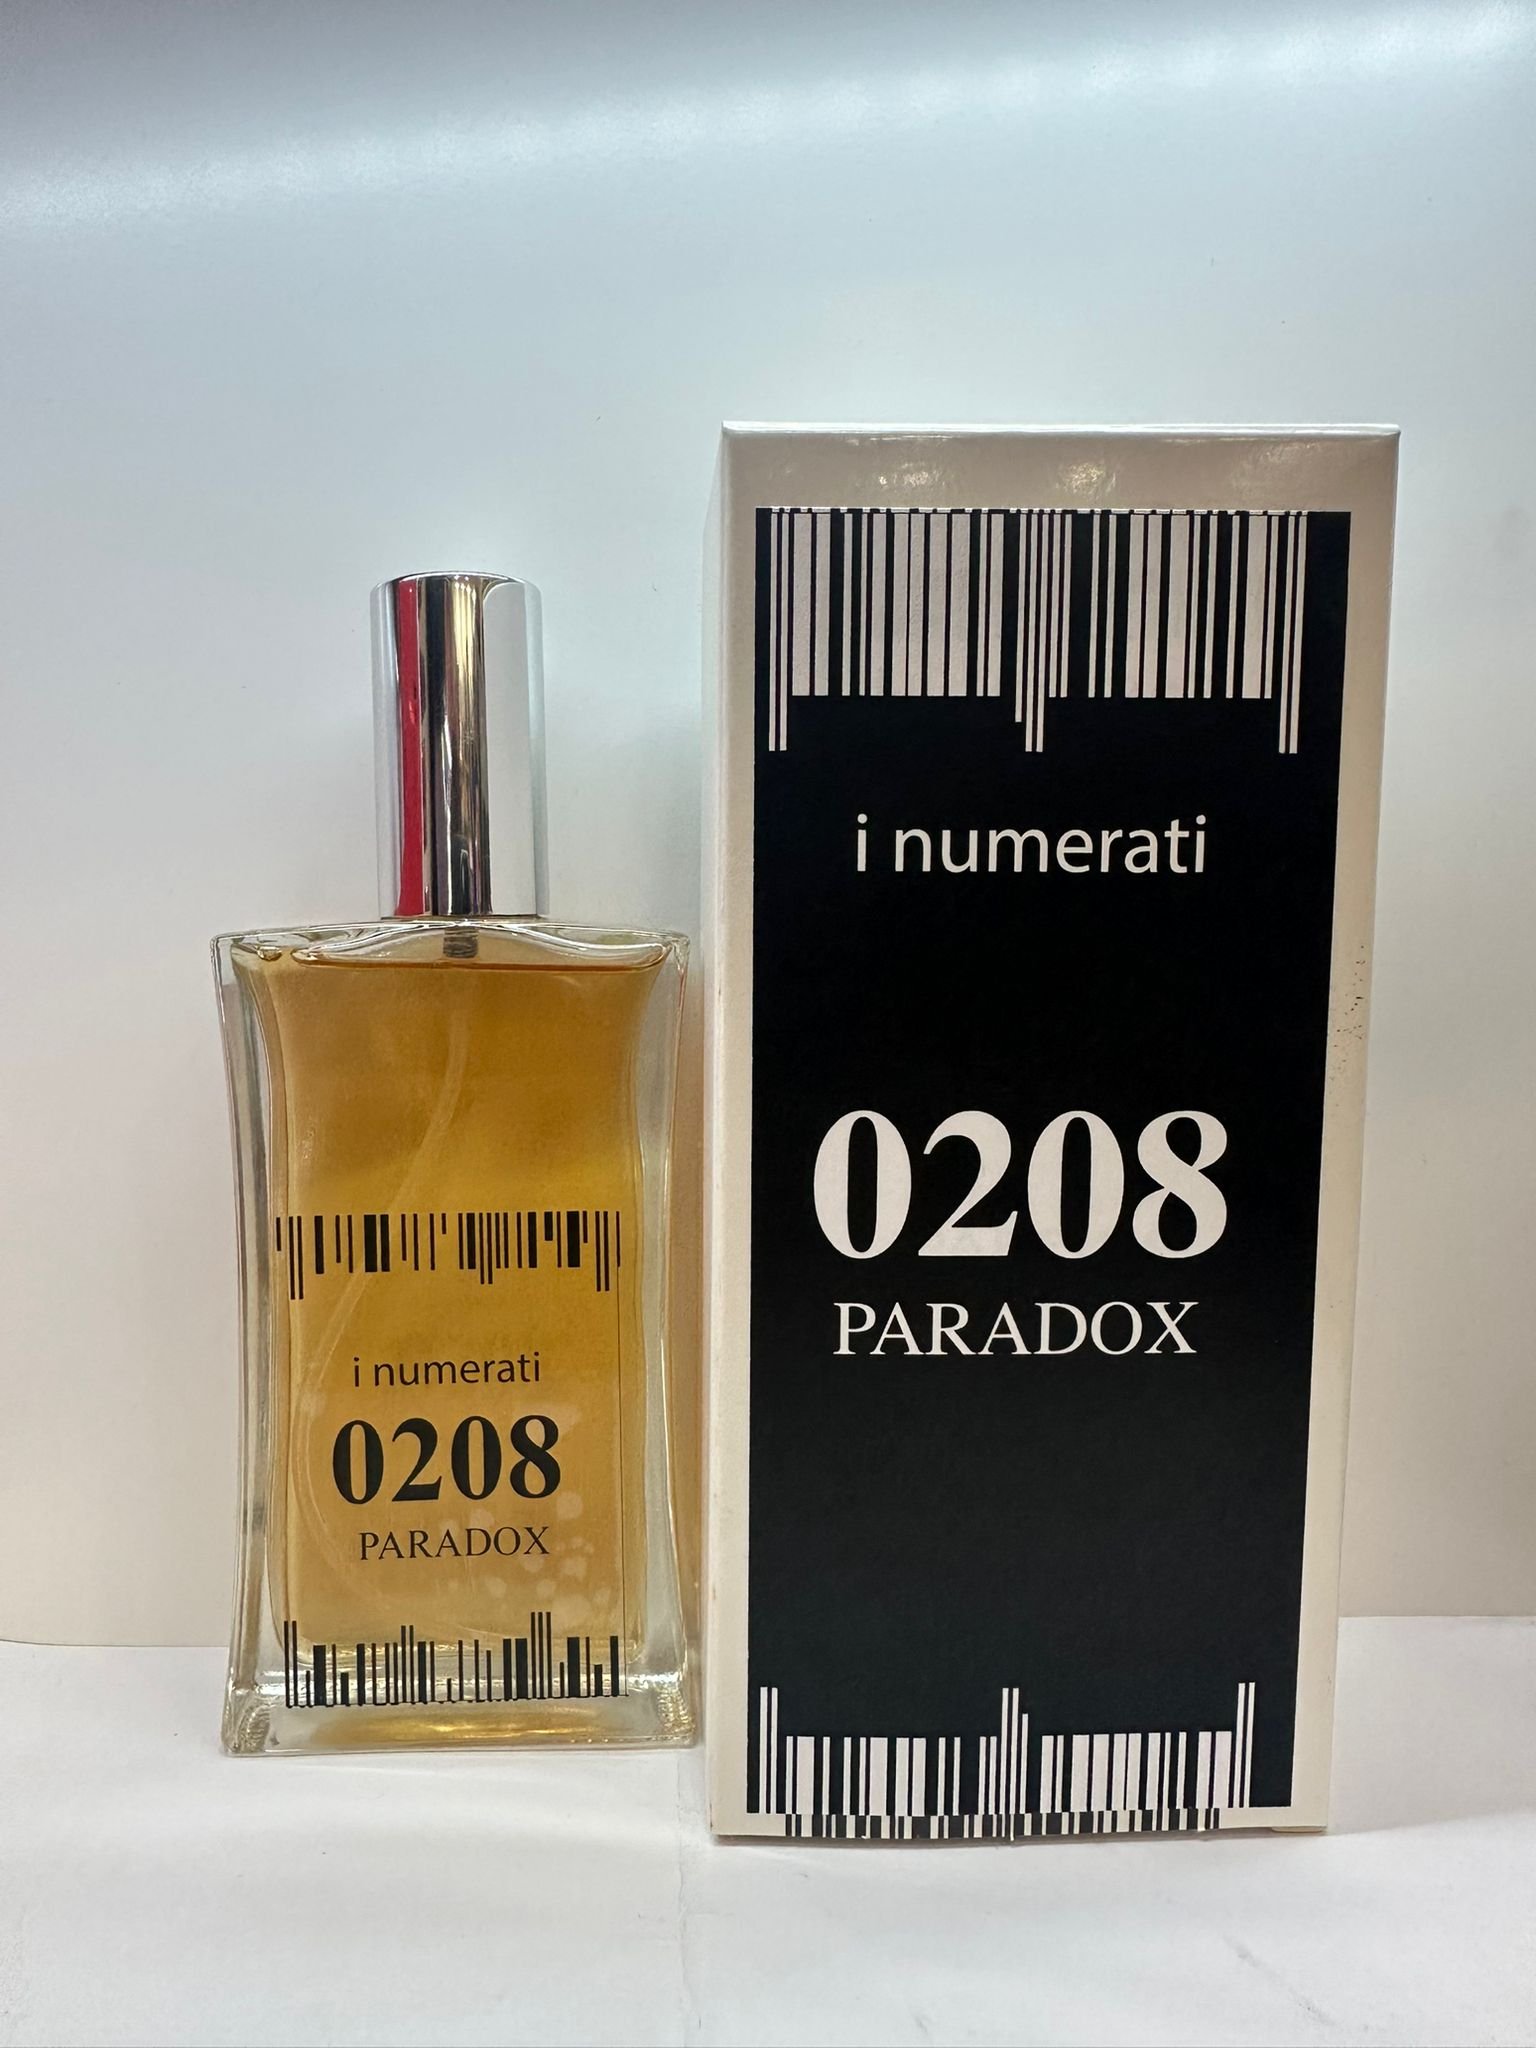 i numerati
0208
PARADOX
i numerati
0208
PARADOX